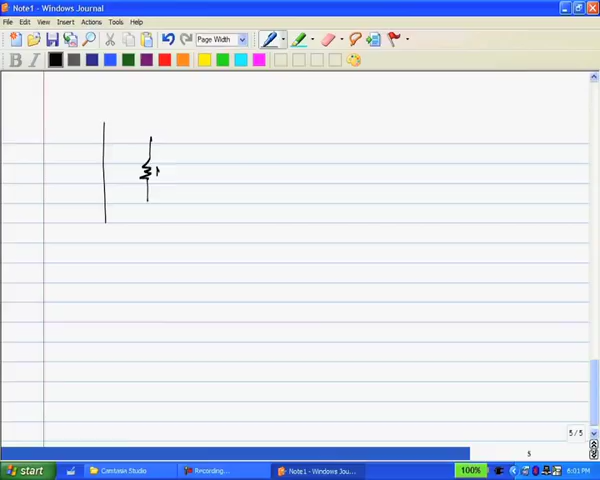 Note1 - Windows Journal
File Edit View Insert Actions Tools Help
Page Width
B I
5/5
5
start Camtasia Studio Recording... Note1 - Windows Jou... 100% 6:01 PM